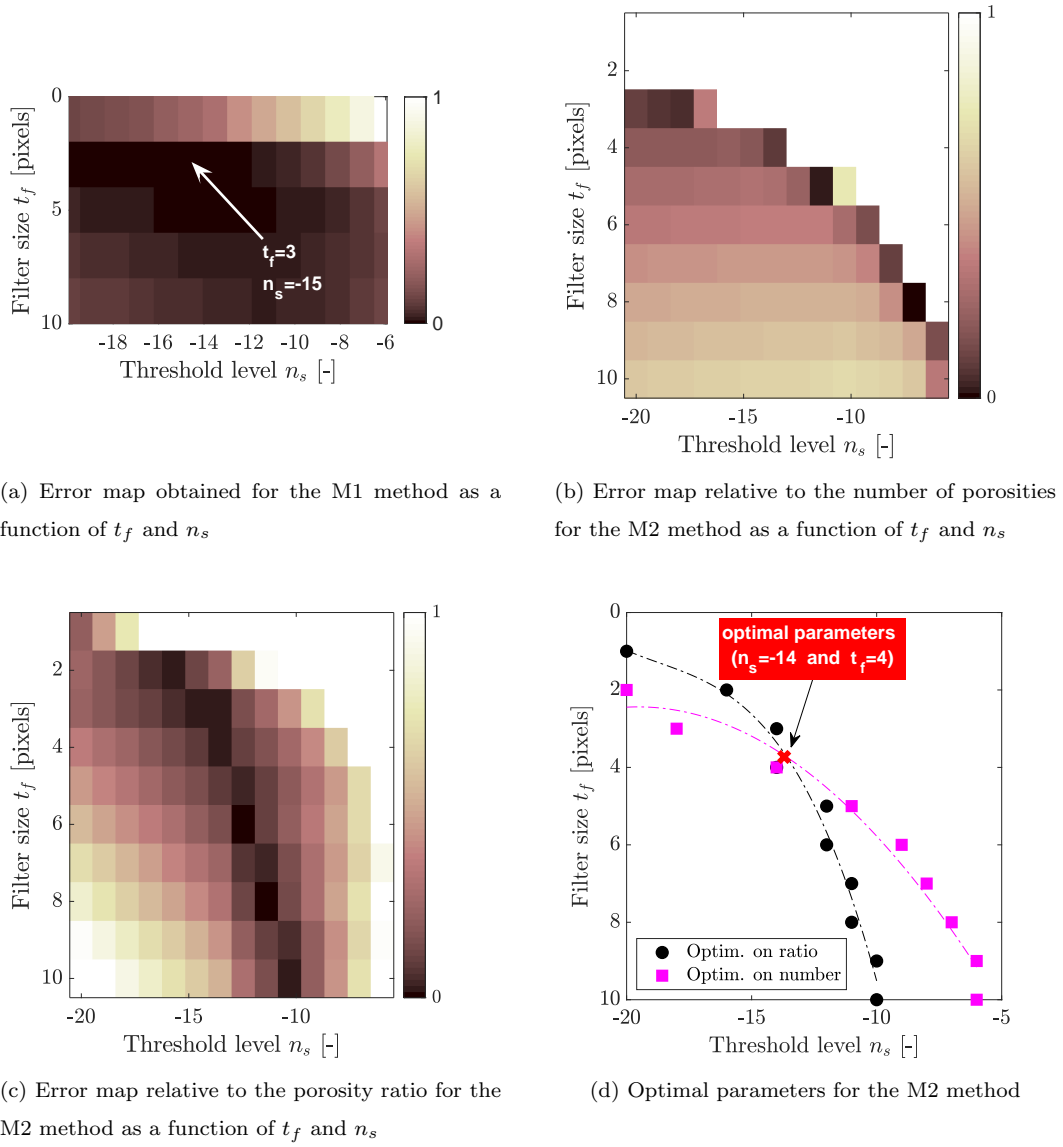 0
5
10
Filter size t_f [pixels]
-18 -16 -14 -12 -10 -8 -6
Threshold level n_s [-]
1
0
t_f=3
n_s=-15
2
4
6
8
10
Filter size t_f [pixels]
-20 -15 -10
Threshold level n_s [-]
1
0
(a) Error map obtained for the M1 method as a
function of t_f and n_s
(b) Error map relative to the number of porosities
for the M2 method as a function of t_f and n_s
2
4
6
8
10
Filter size t_f [pixels]
-20 -15 -10
Threshold level n_s [-]
1
0
0
2
4
6
8
10
Filter size t_f [pixels]
optimal parameters
(n_s=-14 and t_f=4)
Optim. on ratio
Optim. on number
-20 -15 -10 -5
Threshold level n_s [-]
(c) Error map relative to the porosity ratio for the
M2 method as a function of t_f and n_s
(d) Optimal parameters for the M2 method